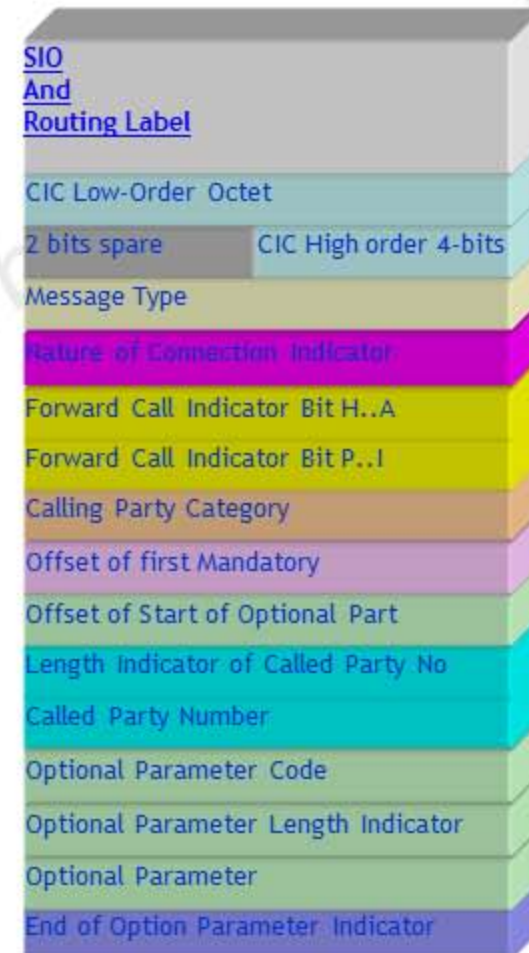 SIO
And
Routing Label
CIC Low-Order Octet
2 bits spare CIC High order 4-bits
Message Type
Nature of Connection Indicator
Forward Call Indicator Bit H..A
Forward Call Indicator Bit P..I
Calling Party Category
Offset of first Mandatory
Offset of Start of Optional Part
Length Indicator of Called Party No
Called Party Number
Optional Parameter Code
Optional Parameter Length Indicator
Optional Parameter
End of Option Parameter Indicator